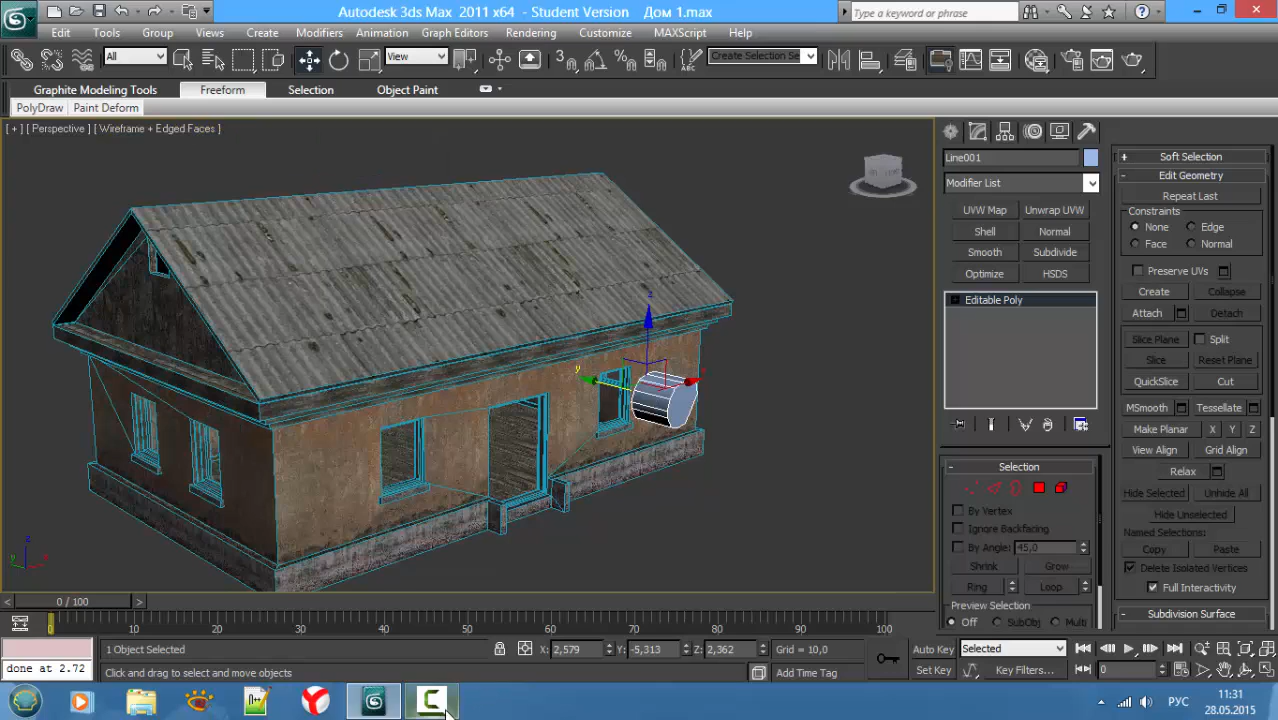 Autodesk 3ds Max 2011 x64 - Student Version Дом 1.max
Type a keyword or phrase
Edit Tools Group Views Create Modifiers Animation Graph Editors Rendering Customize MAXScript Help
All View Create Selection Se
Graphite Modeling Tools Freeform Selection Object Paint
PolyDraw Paint Deform
[ + ] [ Perspective ] [ Wireframe + Edged Faces ]
Line001
Modifier List
UVW Map Unwrap UVW
Shell Normal
Smooth Subdivide
Optimize HSDS
Editable Poly
Selection
By Vertex
Ignore Backfacing
By Angle: 45,0
Shrink Grow
Ring Loop
Preview Selection
Off SubObj Multi
Soft Selection
Edit Geometry
Repeat Last
Constraints
None Edge
Face Normal
Preserve UVs
Create Collapse
Attach Detach
Slice Plane Split
Slice Reset Plane
QuickSlice Cut
MSmooth Tessellate
Make Planar X Y Z
View Align Grid Align
Relax
Hide Selected Unhide All
Hide Unselected
Named Selections:
Copy Paste
Delete Isolated Vertices
Full Interactivity
Subdivision Surface
z
y
x
z
y x
< 0 / 100 >
0 10 20 30 40 50 60 70 80 90 100
1 Object Selected X: 2,579 Y: -5,313 Z: 2,362 Grid = 10,0 Auto Key Selected
done at 2.72 Click and drag to select and move objects Add Time Tag Set Key Key Filters... 0
РУС 11:31
28.05.2015